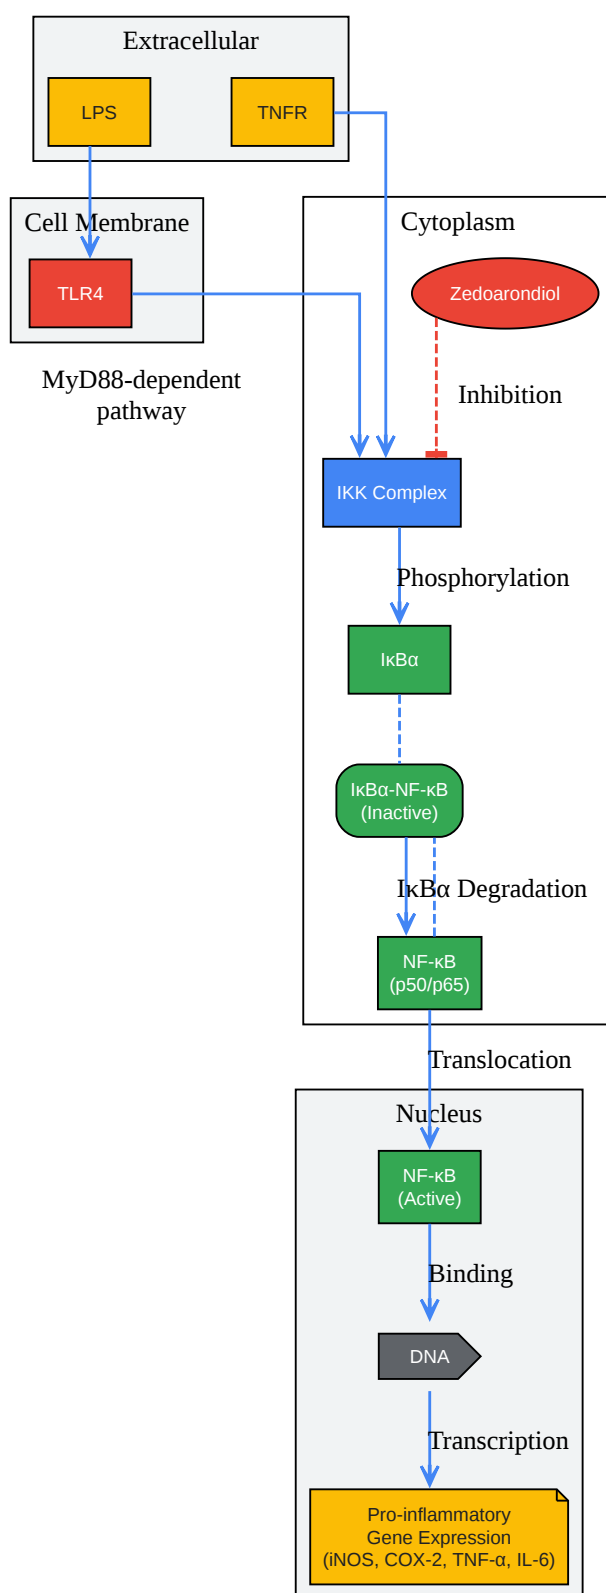 Extracellular
LPS
TNFR
Cell Membrane
Cytoplasm
TLR4
Zedoarondiol
MyD88-dependent
pathway
Inhibition
IKK Complex
Phosphorylation
IκBα
IκBα-NF-κB
(Inactive)
IκBα Degradation
NF-κB
(p50/p65)
Translocation
Nucleus
NF-κB
(Active)
Binding
DNA
Transcription
Pro-inflammatory
Gene Expression
(iNOS, COX-2, TNF-α, IL-6)